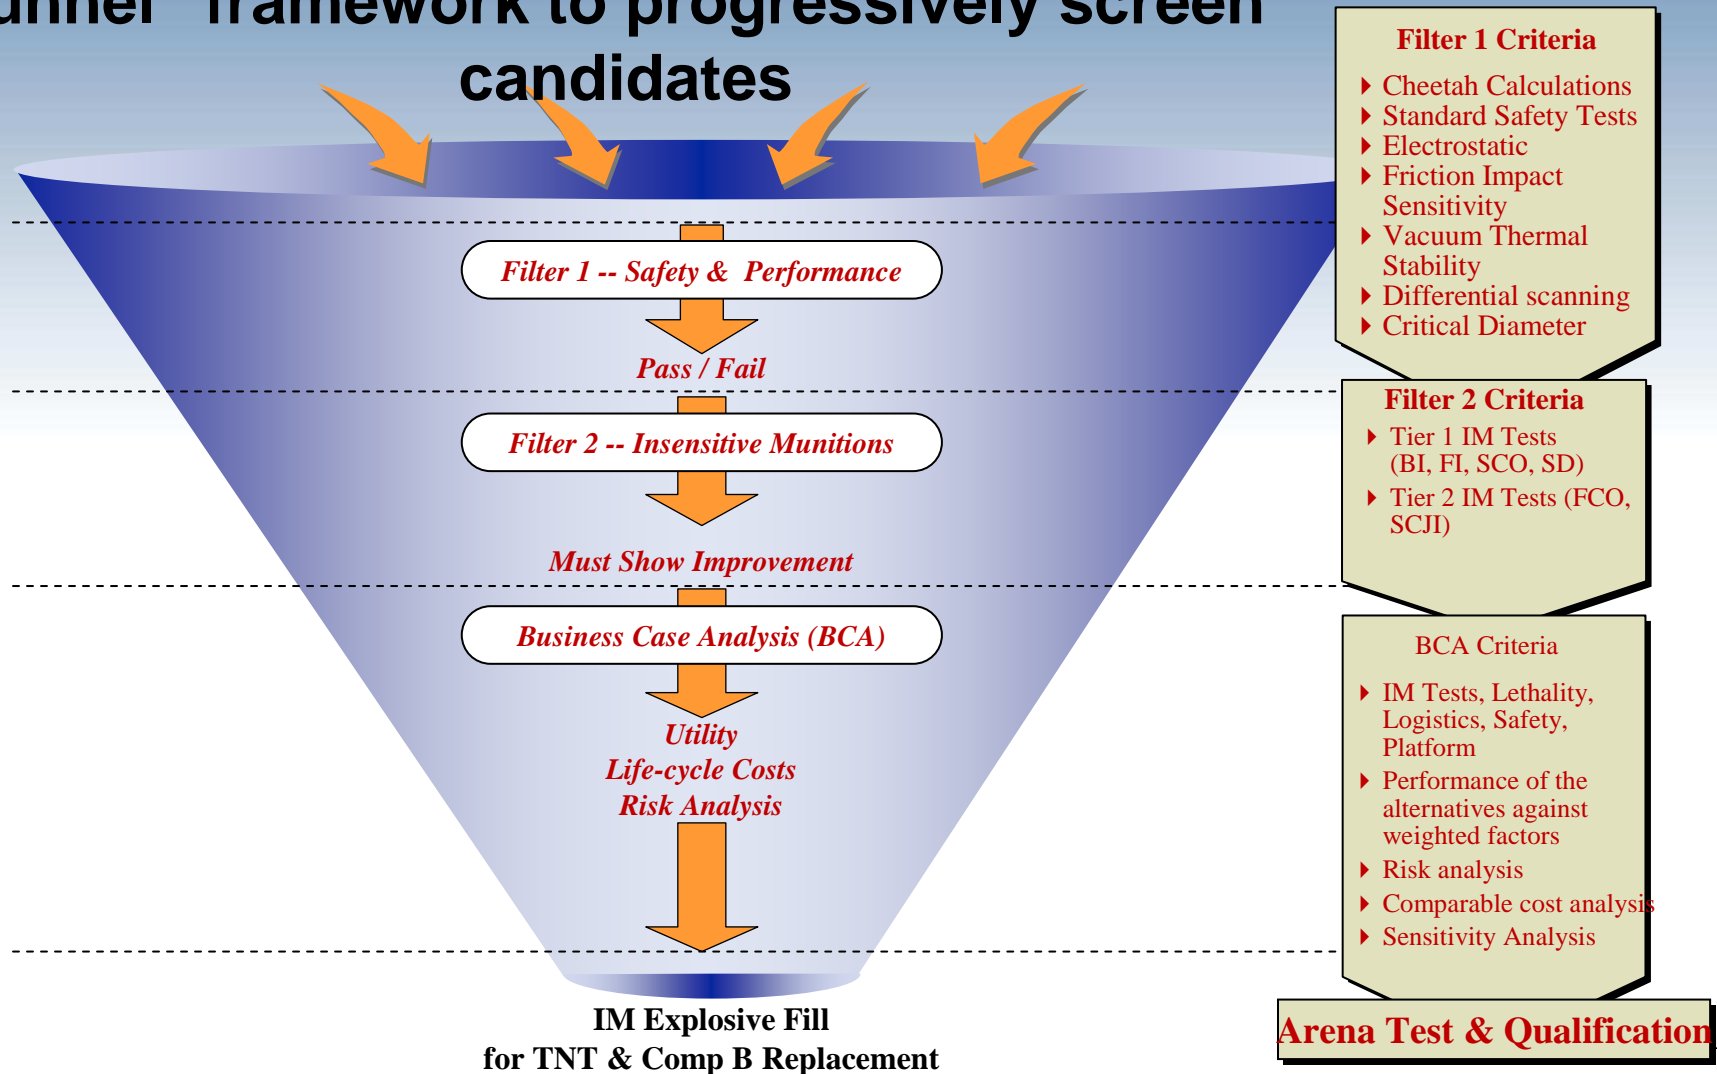 framework to progressively screen
candidates
Filter 1 -- Safety & Performance
Pass / Fail
Filter 2 -- Insensitive Munitions
Must Show Improvement
Business Case Analysis (BCA)
Utility
Life-cycle Costs
Risk Analysis
IM Explosive Fill
for TNT & Comp B Replacement
Filter 1 Criteria
Cheetah Calculations
Standard Safety Tests
Electrostatic
Friction Impact
Sensitivity
Vacuum Thermal
Stability
Differential scanning
Critical Diameter
Filter 2 Criteria
Tier 1 IM Tests
(BI, FI, SCO, SD)
Tier 2 IM Tests (FCO,
SCJI)
BCA Criteria
IM Tests, Lethality,
Logistics, Safety,
Platform
Performance of the
alternatives against
weighted factors
Risk analysis
Comparable cost analysis
Sensitivity Analysis
Arena Test & Qualification